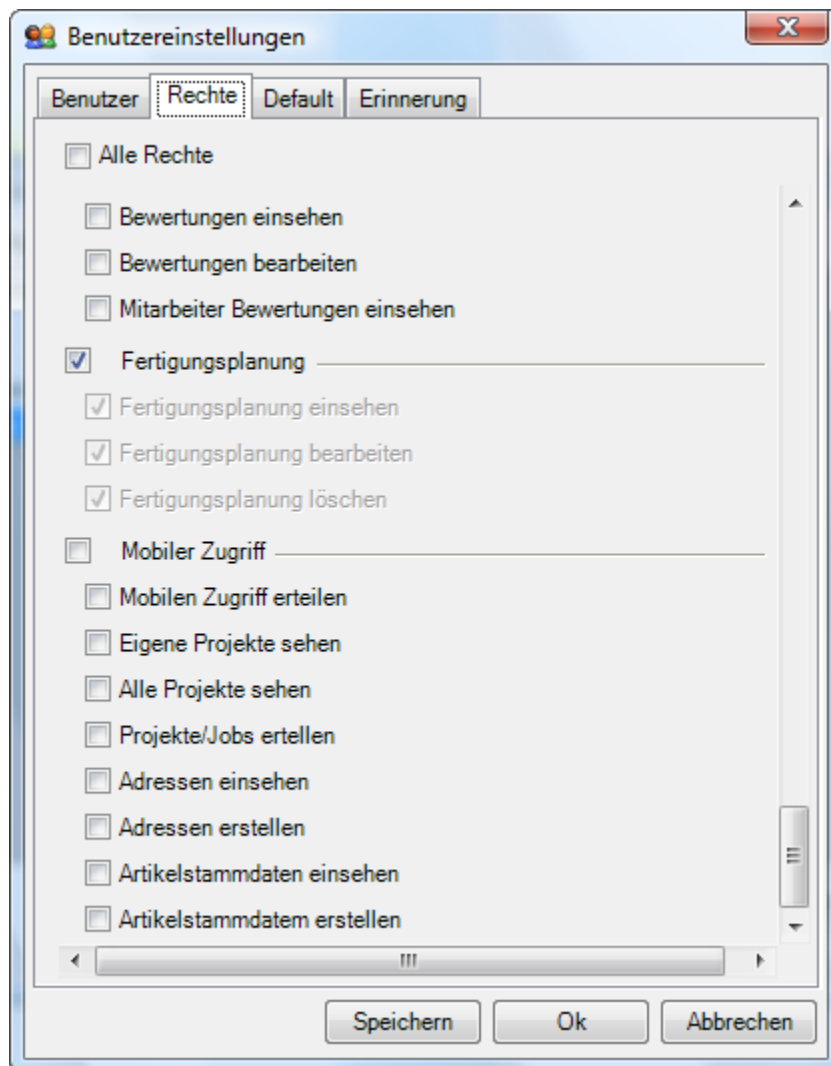 Benutzereinstellungen
Benutzer Rechte Default Erinnerung
Alle Rechte
Bewertungen einsehen
Bewertungen bearbeiten
Mitarbeiter Bewertungen einsehen
Fertigungsplanung
Fertigungsplanung einsehen
Fertigungsplanung bearbeiten
Fertigungsplanung löschen
Mobiler Zugriff
Mobilen Zugriff erteilen
Eigene Projekte sehen
Alle Projekte sehen
Projekte/Jobs ertellen
Adressen einsehen
Adressen erstellen
Artikelstammdaten einsehen
Artikelstammdatem erstellen
Speichern Ok Abbrechen